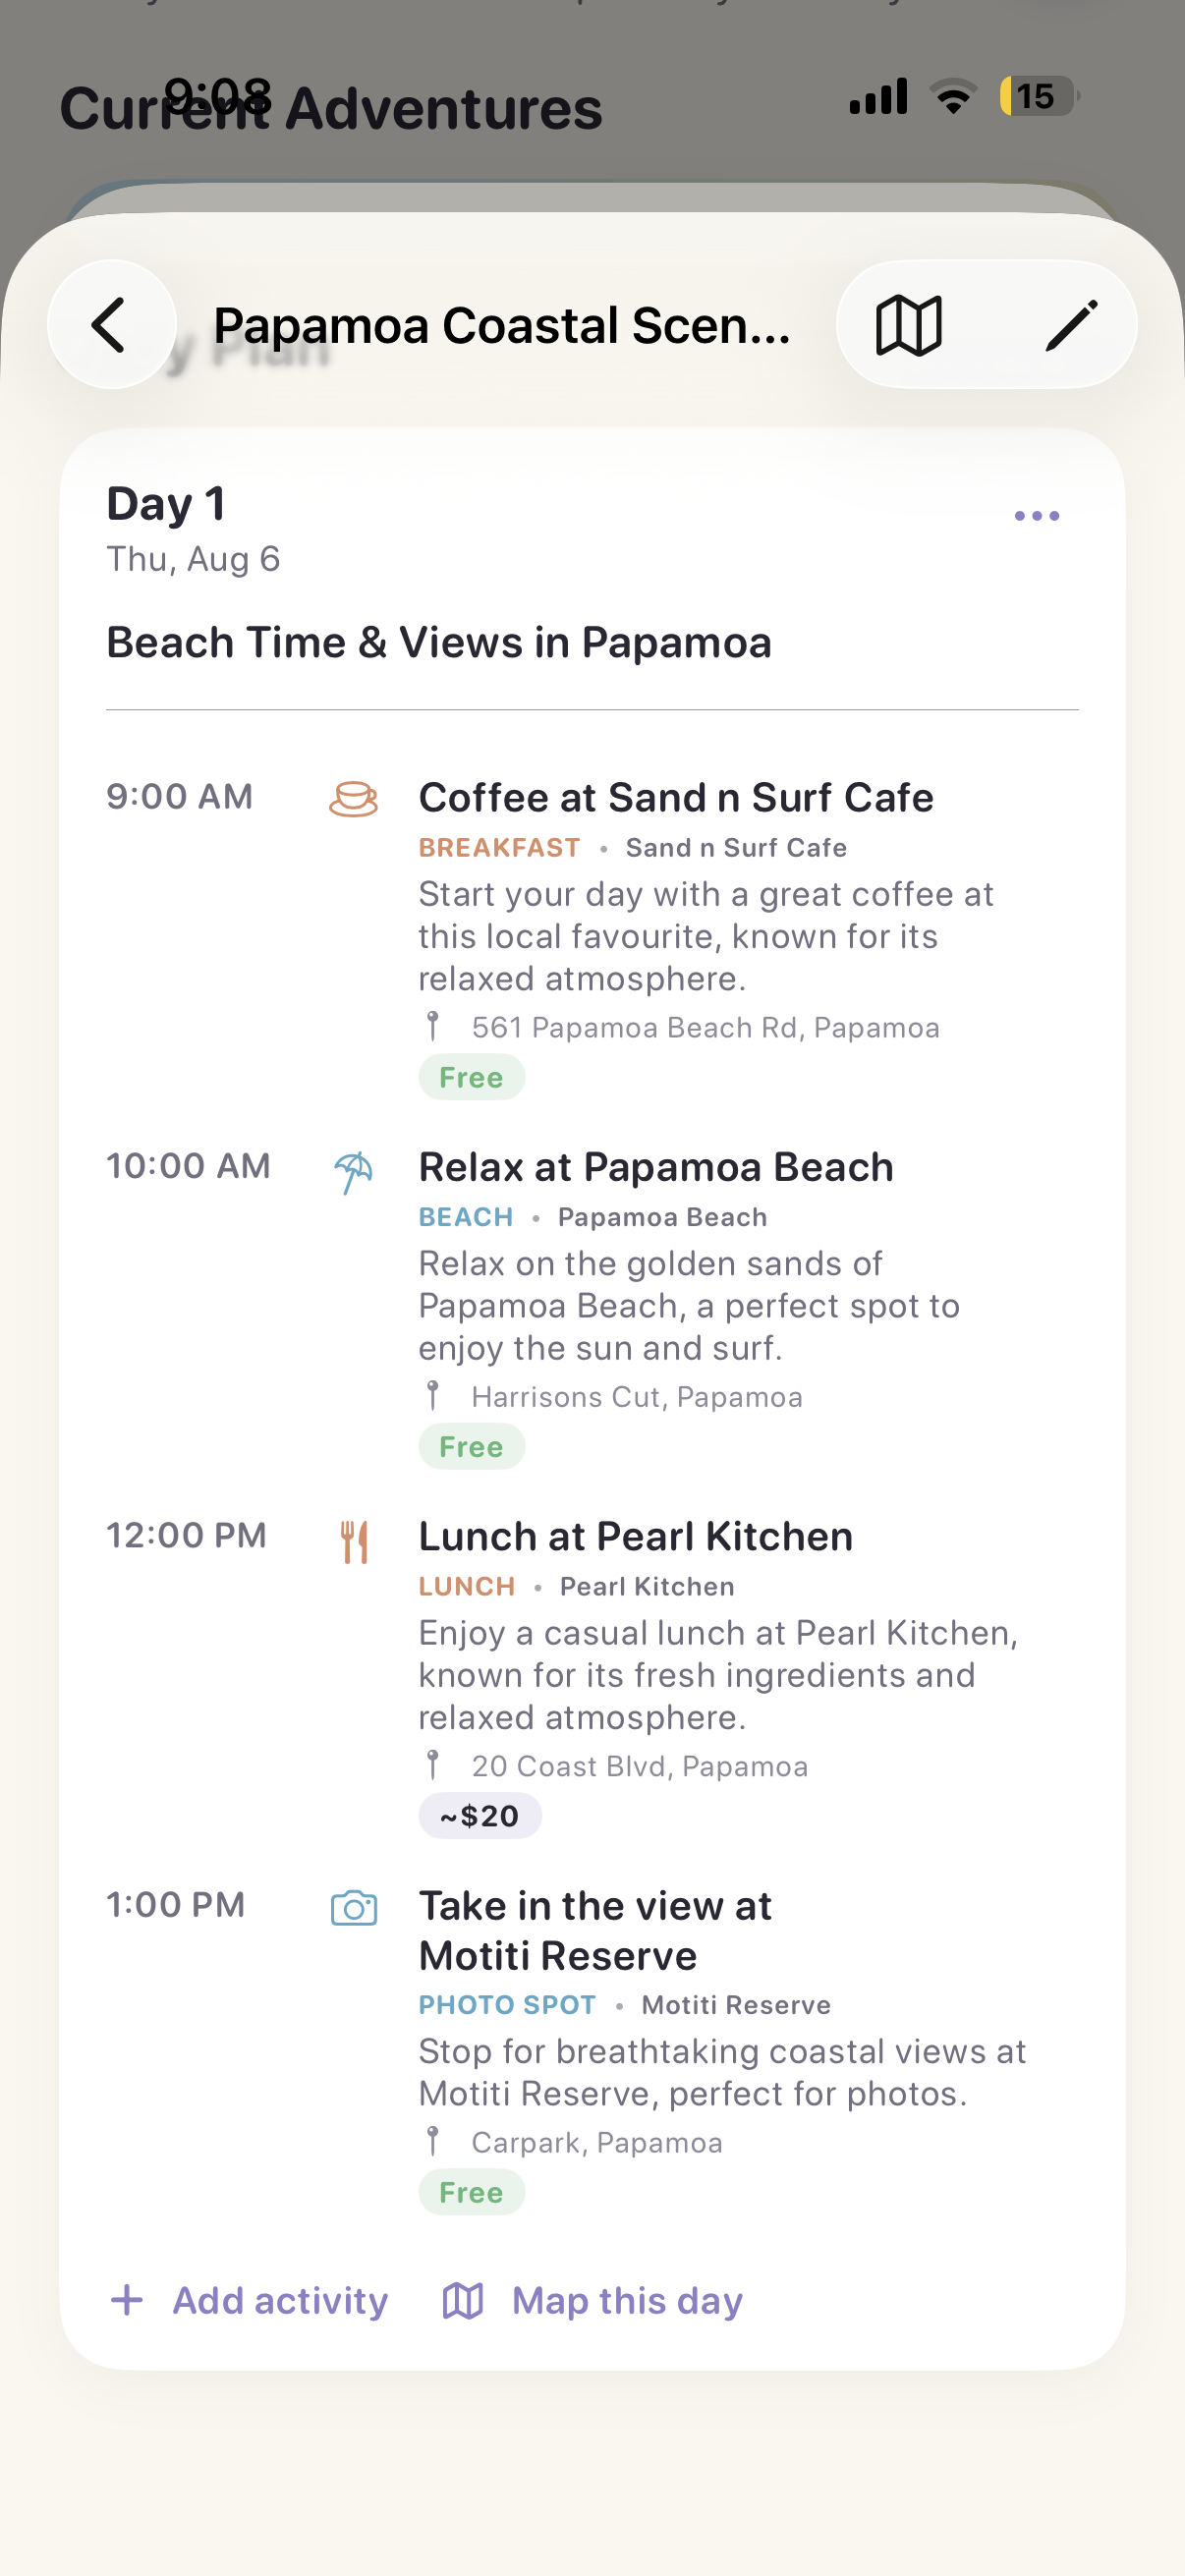 Current Adventures
9:08
15
Papamoa Coastal Scen...
y Plan
Day 1
Thu, Aug 6
Beach Time & Views in Papamoa
9:00 AM
Coffee at Sand n Surf Cafe
BREAKFAST • Sand n Surf Cafe
Start your day with a great coffee at
this local favourite, known for its
relaxed atmosphere.
561 Papamoa Beach Rd, Papamoa
Free
10:00 AM
Relax at Papamoa Beach
BEACH • Papamoa Beach
Relax on the golden sands of
Papamoa Beach, a perfect spot to
enjoy the sun and surf.
Harrisons Cut, Papamoa
Free
12:00 PM
Lunch at Pearl Kitchen
LUNCH • Pearl Kitchen
Enjoy a casual lunch at Pearl Kitchen,
known for its fresh ingredients and
relaxed atmosphere.
20 Coast Blvd, Papamoa
~$20
1:00 PM
Take in the view at
Motiti Reserve
PHOTO SPOT • Motiti Reserve
Stop for breathtaking coastal views at
Motiti Reserve, perfect for photos.
Carpark, Papamoa
Free
+ Add activity
Map this day